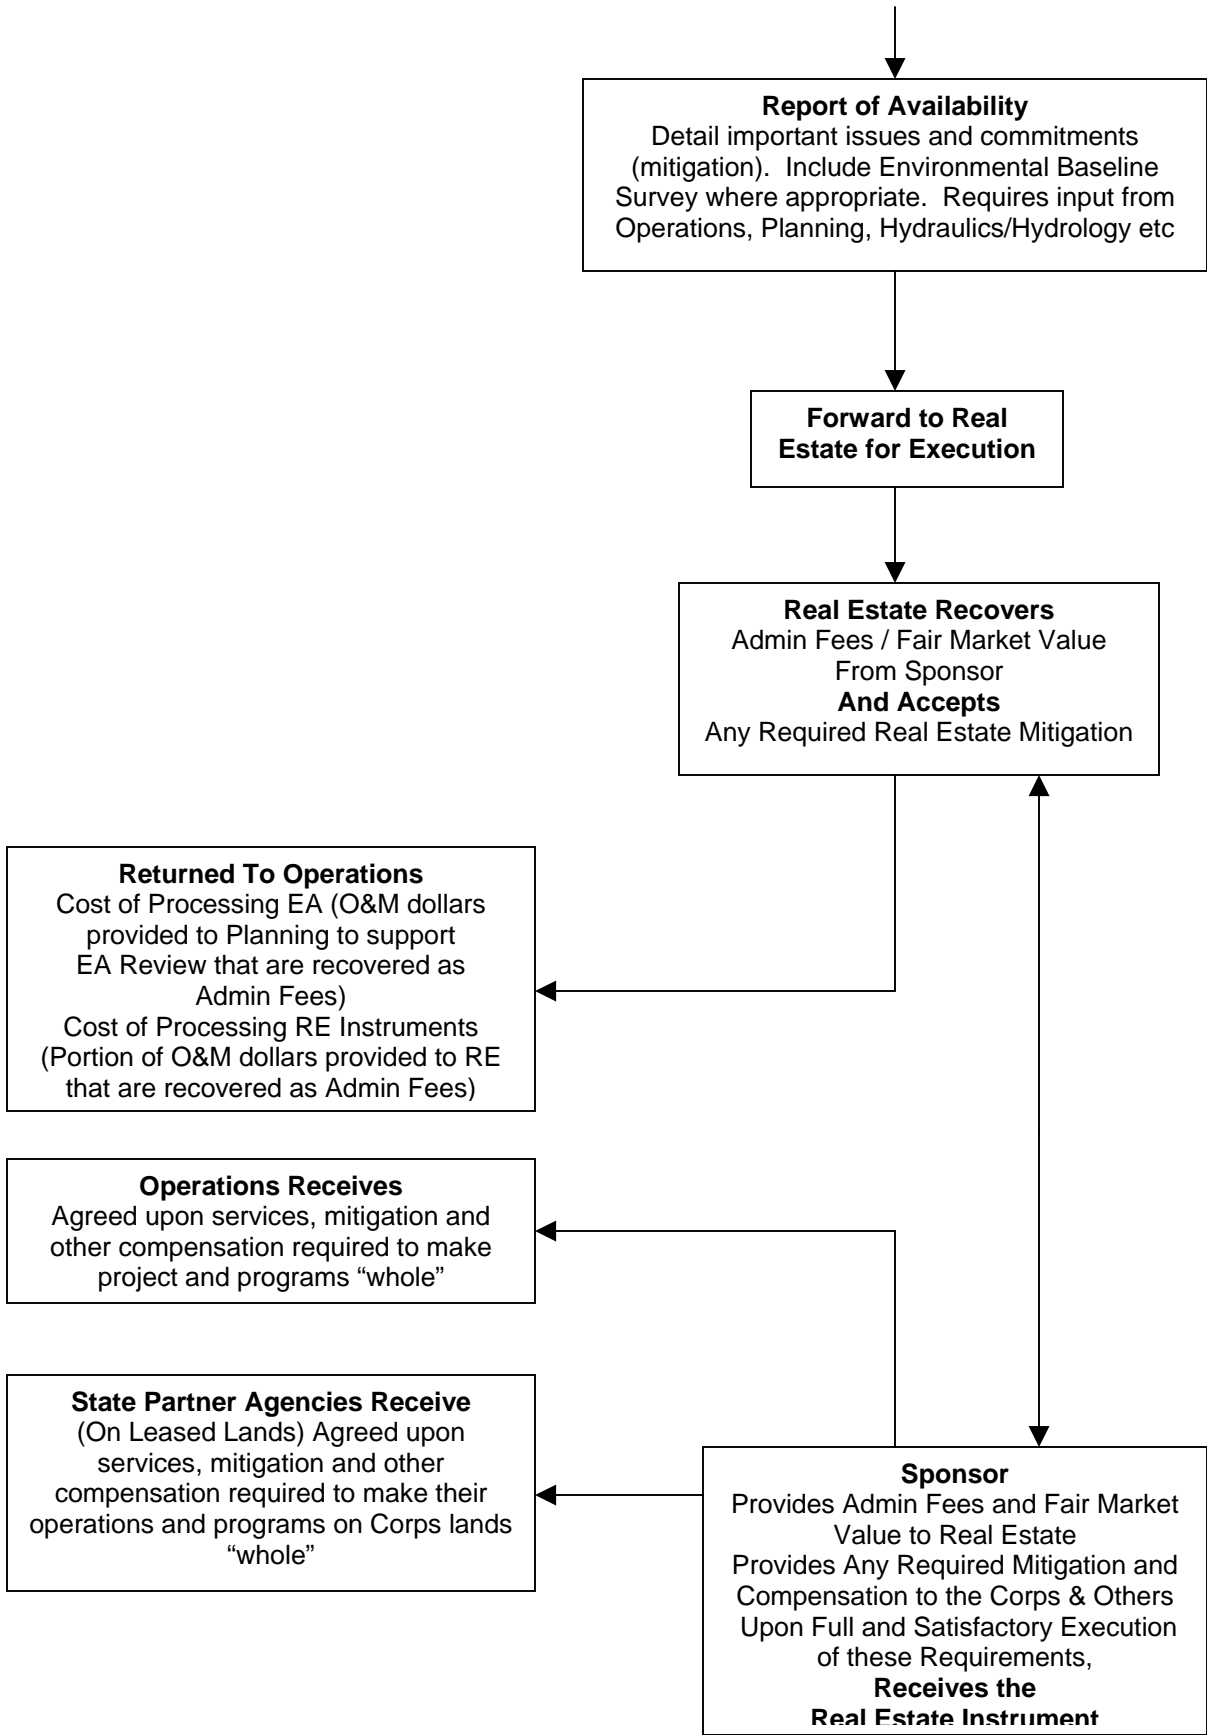 Report of Availability
Detail important issues and commitments
(mitigation).  Include Environmental Baseline
Survey where appropriate.  Requires input from
Operations, Planning, Hydraulics/Hydrology etc
Forward to Real
Estate for Execution
Real Estate Recovers
Admin Fees / Fair Market Value
From Sponsor
And Accepts
Any Required Real Estate Mitigation
Returned To Operations
Cost of Processing EA (O&M dollars
provided to Planning to support
EA Review that are recovered as
Admin Fees)
Cost of Processing RE Instruments
(Portion of O&M dollars provided to RE
that are recovered as Admin Fees)
Operations Receives
Agreed upon services, mitigation and
other compensation required to make
project and programs “whole”
State Partner Agencies Receive
(On Leased Lands) Agreed upon
services, mitigation and other
compensation required to make their
operations and programs on Corps lands
“whole”
Sponsor
Provides Admin Fees and Fair Market
Value to Real Estate
Provides Any Required Mitigation and
Compensation to the Corps & Others
Upon Full and Satisfactory Execution
of these Requirements,
Receives the
Real Estate Instrument